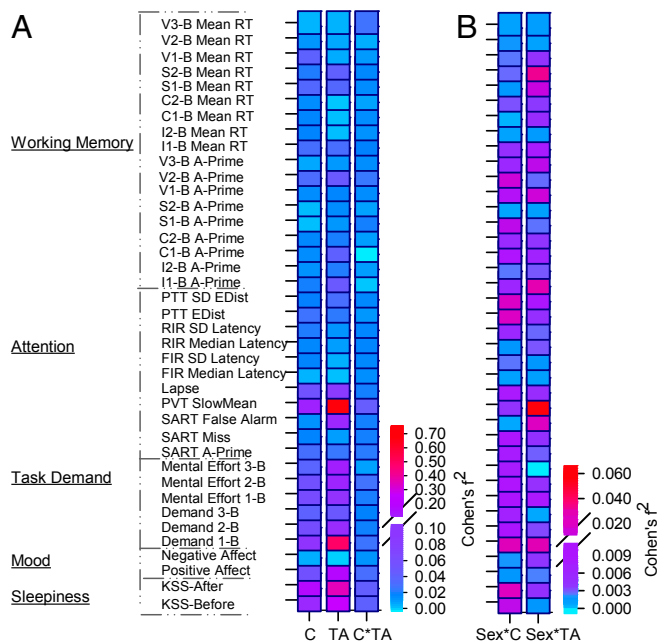 A
B
V3-B Mean RT
V2-B Mean RT
V1-B Mean RT
S2-B Mean RT
S1-B Mean RT
C2-B Mean RT
C1-B Mean RT
I2-B Mean RT
I1-B Mean RT
V3-B A-Prime
V2-B A-Prime
V1-B A-Prime
S2-B A-Prime
S1-B A-Prime
C2-B A-Prime
C1-B A-Prime
I2-B A-Prime
I1-B A-Prime
Working Memory
PTT SD EDist
PTT EDist
RIR SD Latency
RIR Median Latency
FIR SD Latency
FIR Median Latency
Lapse
PVT SlowMean
SART False Alarm
SART Miss
SART A-Prime
Attention
Mental Effort 3-B
Mental Effort 2-B
Mental Effort 1-B
Demand 3-B
Demand 2-B
Demand 1-B
Task Demand
Negative Affect
Positive Affect
Mood
KSS-After
KSS-Before
Sleepiness
C TA C*TA
0.70
0.50
0.40
0.30
0.20
0.10
0.08
0.06
0.04
0.02
0.00
Cohen's f2
Sex*C Sex*TA
0.060
0.040
0.020
0.009
0.006
0.003
0.000
Cohen's f2